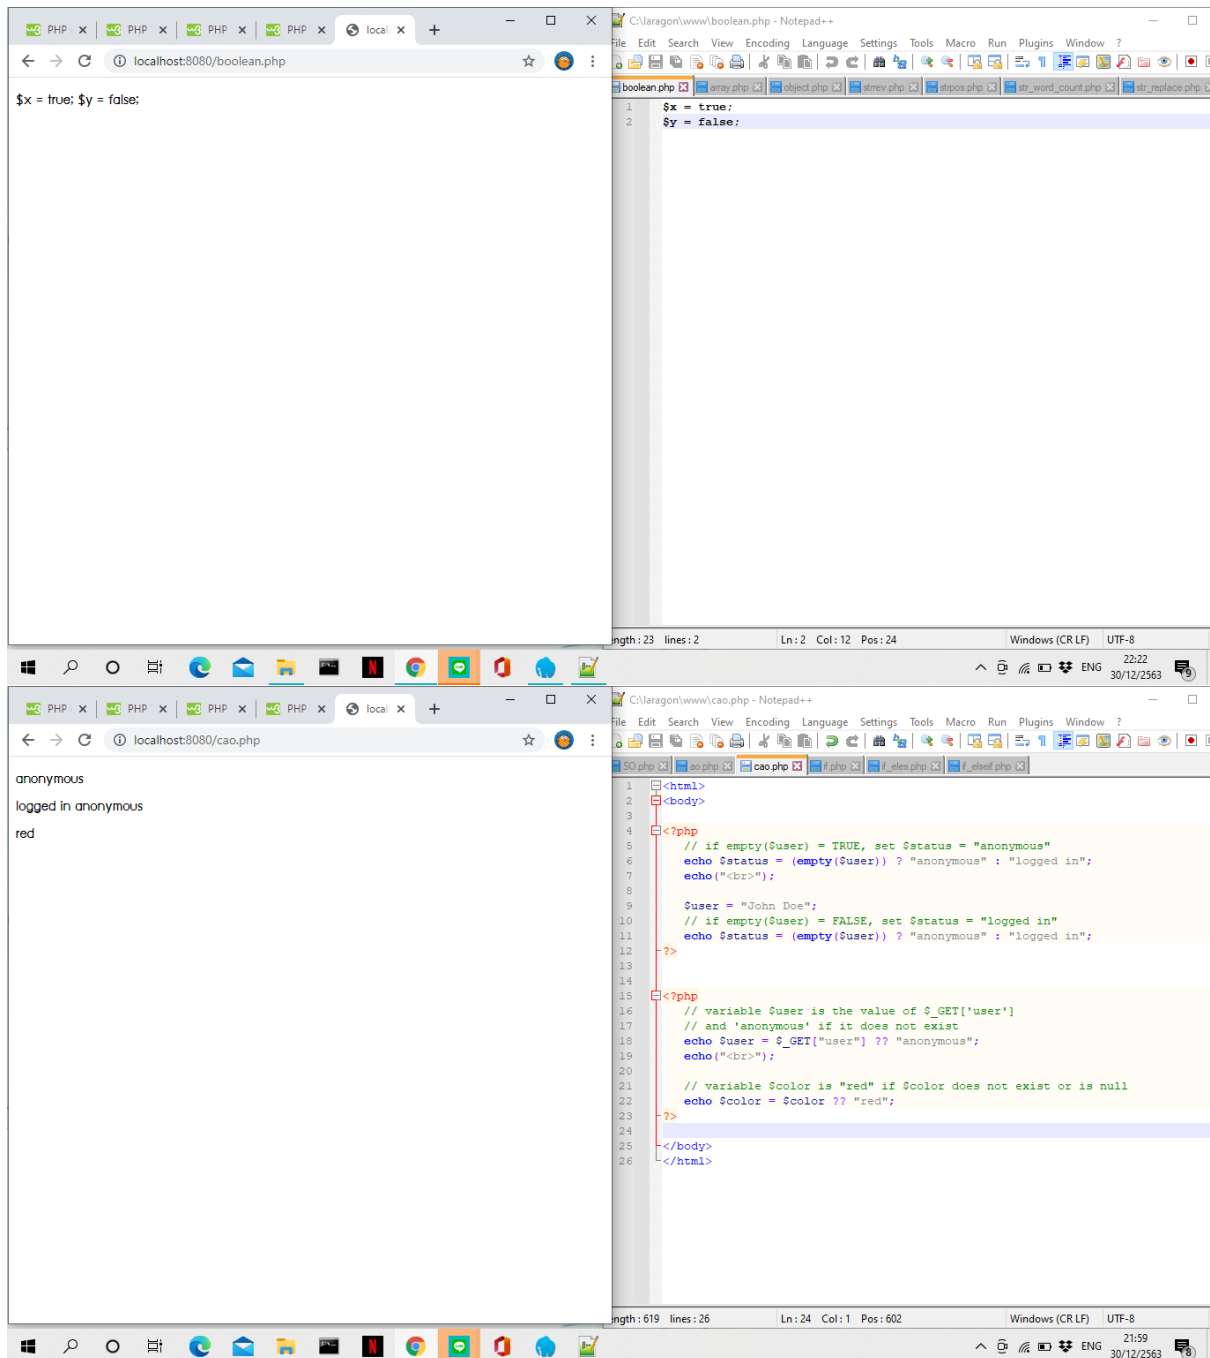 PHP
PHP
PHP
PHP
local
localhost:8080/boolean.php
$x = true; $y = false;
C:\laragon\www\boolean.php - Notepad++
File Edit Search View Encoding Language Settings Tools Macro Run Plugins Window ?
boolean.php array.php object.php strrev.php strpos.php str_word_count.php str_replace.php
1 $x = true;
2 $y = false;
ength : 23 lines : 2 Ln : 2 Col : 12 Pos : 24 Windows (CR LF) UTF-8
ENG 22:22
30/12/2563
9
PHP
PHP
PHP
PHP
local
localhost:8080/cao.php
anonymous
logged in anonymous
red
C:\laragon\www\cao.php - Notepad++
File Edit Search View Encoding Language Settings Tools Macro Run Plugins Window ?
SO.php ao.php cao.php if.php if_eles.php if_elseif.php
1 <html>
2 <body>
3
4 <?php
5 // if empty($user) = TRUE, set $status = "anonymous"
6 echo $status = (empty($user)) ? "anonymous" : "logged in";
7 echo("<br>");
8
9 $user = "John Doe";
10 // if empty($user) = FALSE, set $status = "logged in"
11 echo $status = (empty($user)) ? "anonymous" : "logged in";
12 ?>
13
14
15 <?php
16 // variable $user is the value of $_GET['user']
17 // and 'anonymous' if it does not exist
18 echo $user = $_GET["user"] ?? "anonymous";
19 echo("<br>");
20
21 // variable $color is "red" if $color does not exist or is null
22 echo $color = $color ?? "red";
23 ?>
24
25 </body>
26 </html>
ength : 619 lines : 26 Ln : 24 Col : 1 Pos : 602 Windows (CR LF) UTF-8
ENG 21:59
30/12/2563
8